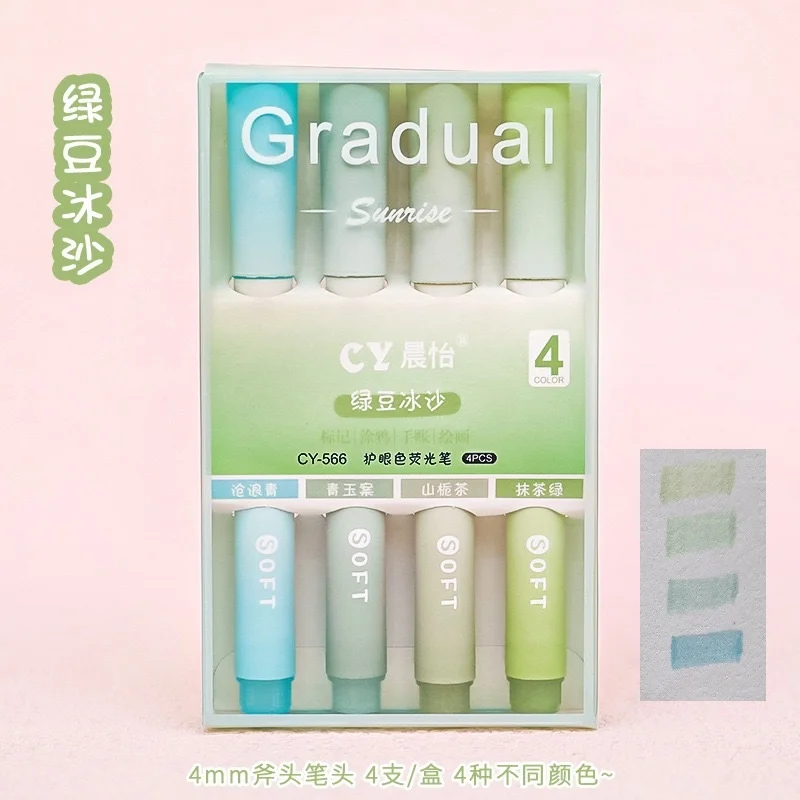 绿豆冰沙
Gradual
Sunrise
CY 晨怡®
4
COLOR
绿豆冰沙
标记|涂鸦|手账|绘画
CY-566 护眼色荧光笔 4PCS
沧浪青 青玉案 山栀茶 抹茶绿
SOFT SOFT SOFT SOFT
4mm斧头笔头 4支/盒 4种不同颜色~